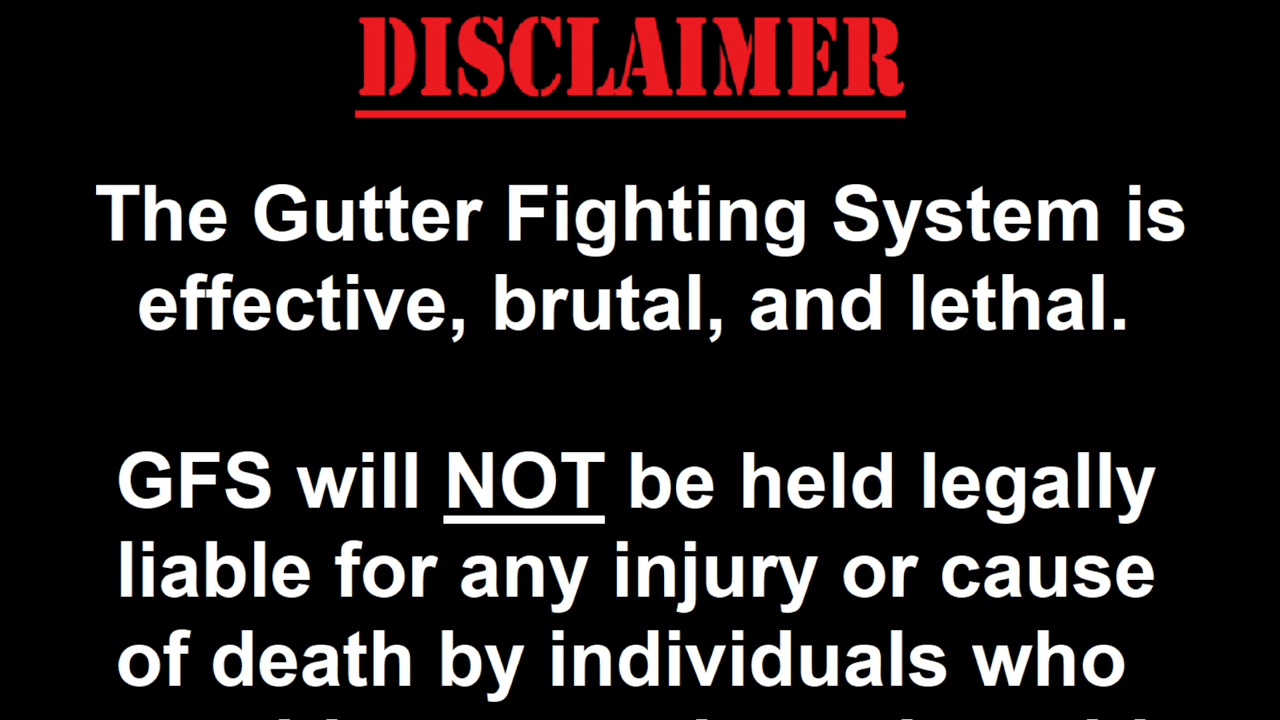 DISCLAIMER
The Gutter Fighting System is
effective, brutal, and lethal.
GFS will NOT be held legally
liable for any injury or cause
of death by individuals who